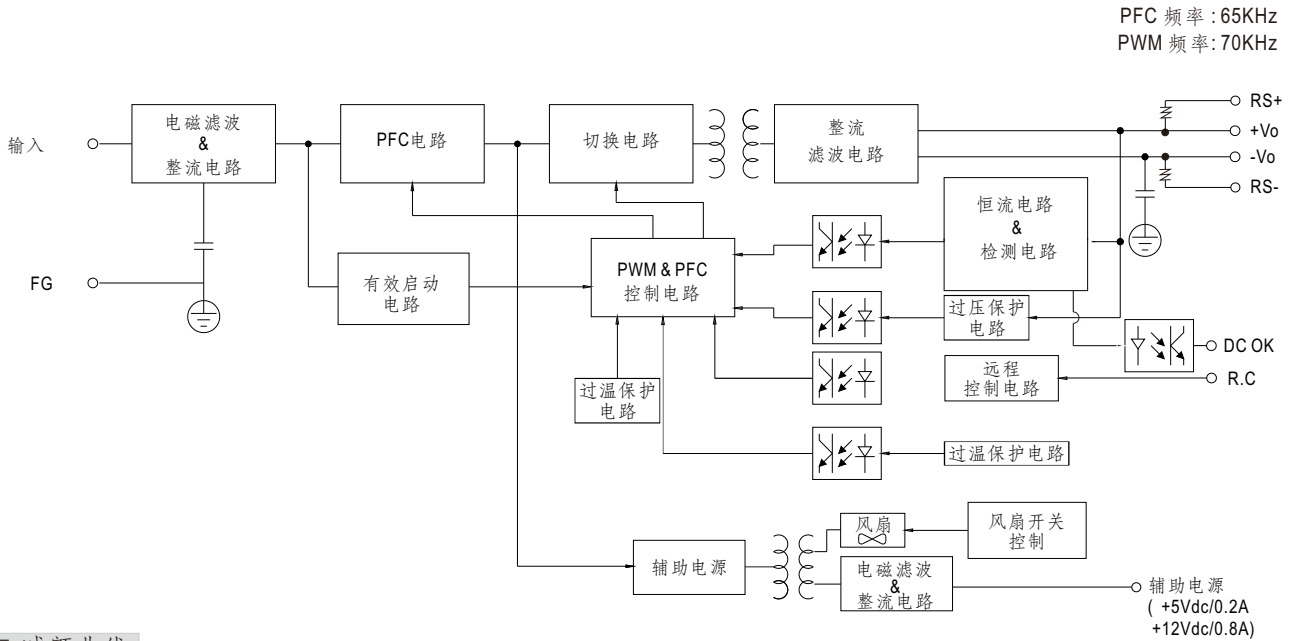 PFC 频率 : 65KHz
PWM 频率: 70KHz
输入
电磁滤波
&
整流电路
PFC电路
切换电路
整流
滤波电路
RS+
+Vo
-Vo
RS-
FG
有效启动
电路
PWM & PFC
控制电路
恒流电路
&
检测电路
过压保护
电路
DC OK
过温保护
电路
远程
控制电路
R.C
过温保护电路
辅助电源
风扇
风扇开关
控制
电磁滤波
&
整流电路
辅助电源
( +5Vdc/0.2A
+12Vdc/0.8A)